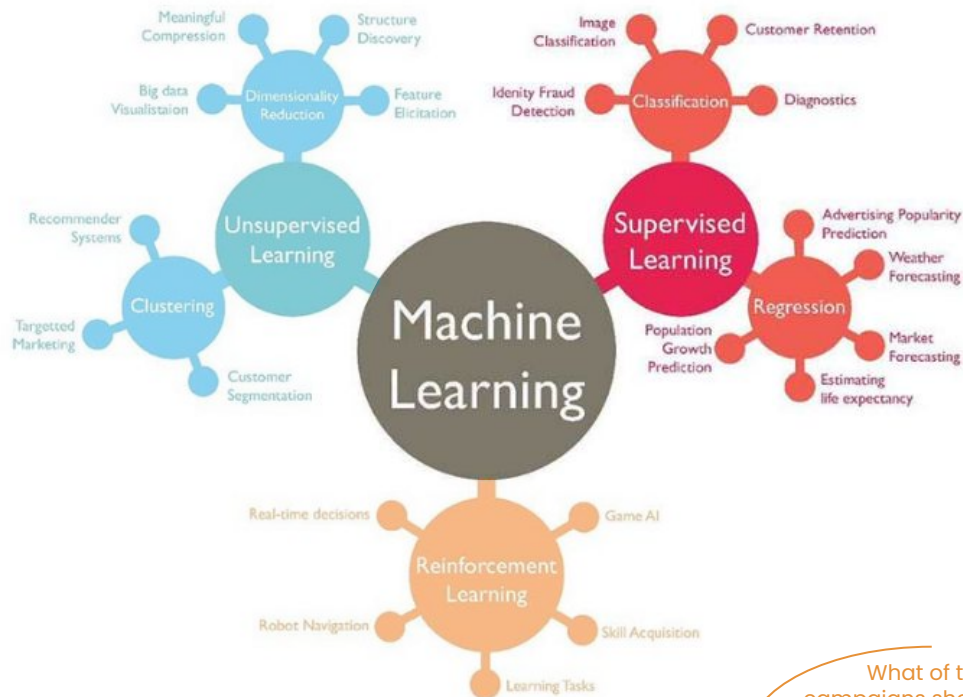 Meaningful
Compression
Structure
Discovery
Big data
Visualistaion
Dimensionality
Reduction
Feature
Elicitation
Recommender
Systems
Unsupervised
Learning
Clustering
Targetted
Marketing
Customer
Segmentation
Image
Classification
Customer Retention
Idenity Fraud
Detection
Classification
Diagnostics
Supervised
Learning
Advertising Popularity
Prediction
Weather
Forecasting
Regression
Population
Growth
Prediction
Market
Forecasting
Estimating
life expectancy
Machine
Learning
Real-time decisions
Game AI
Reinforcement
Learning
Robot Navigation
Skill Acquisition
Learning Tasks
What of